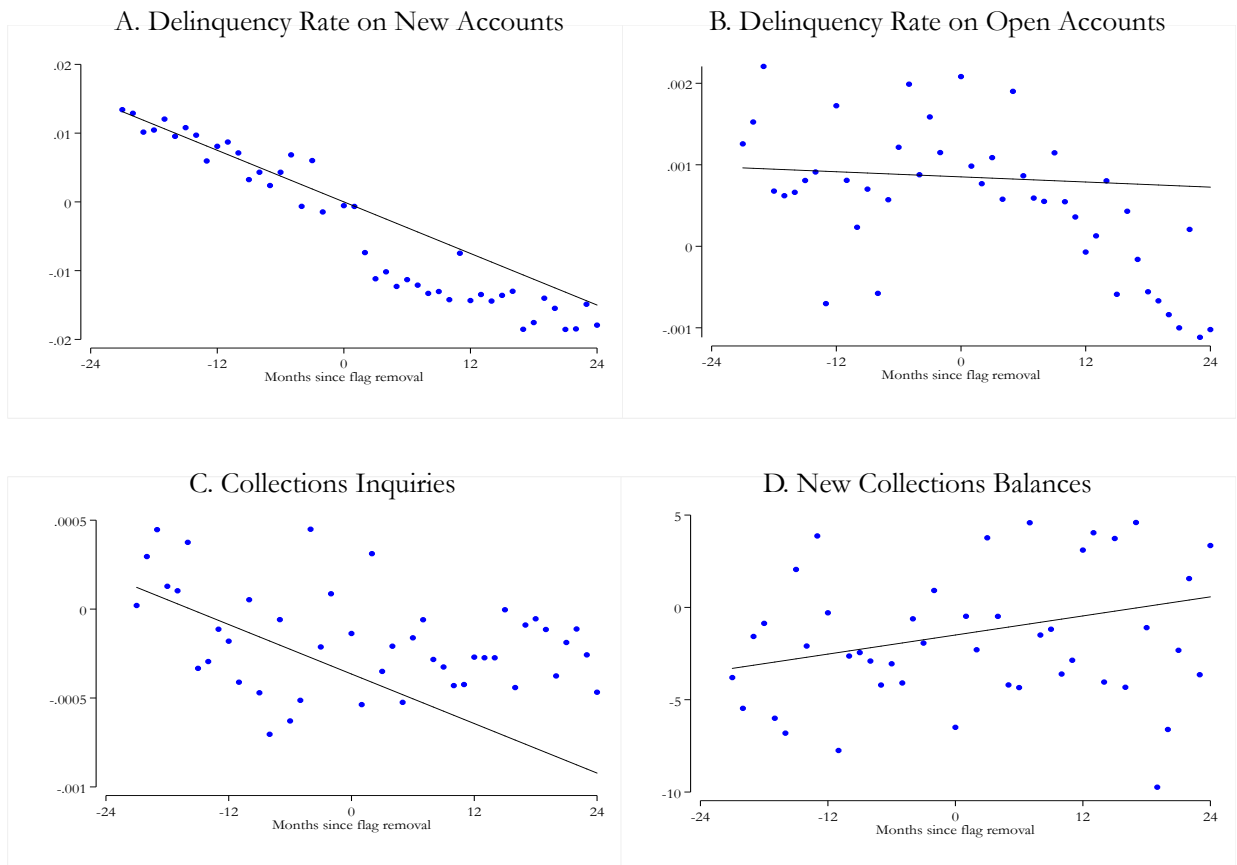 A. Delinquency Rate on New Accounts
.02
.01
0
-.01
-.02
-24 -12 0 12 24
Months since flag removal
B. Delinquency Rate on Open Accounts
.002
.001
0
-.001
-24 -12 0 12 24
Months since flag removal
C. Collections Inquiries
.0005
0
-.0005
-.001
-24 -12 0 12 24
Months since flag removal
D. New Collections Balances
5
0
-5
-10
-24 -12 0 12 24
Months since flag removal